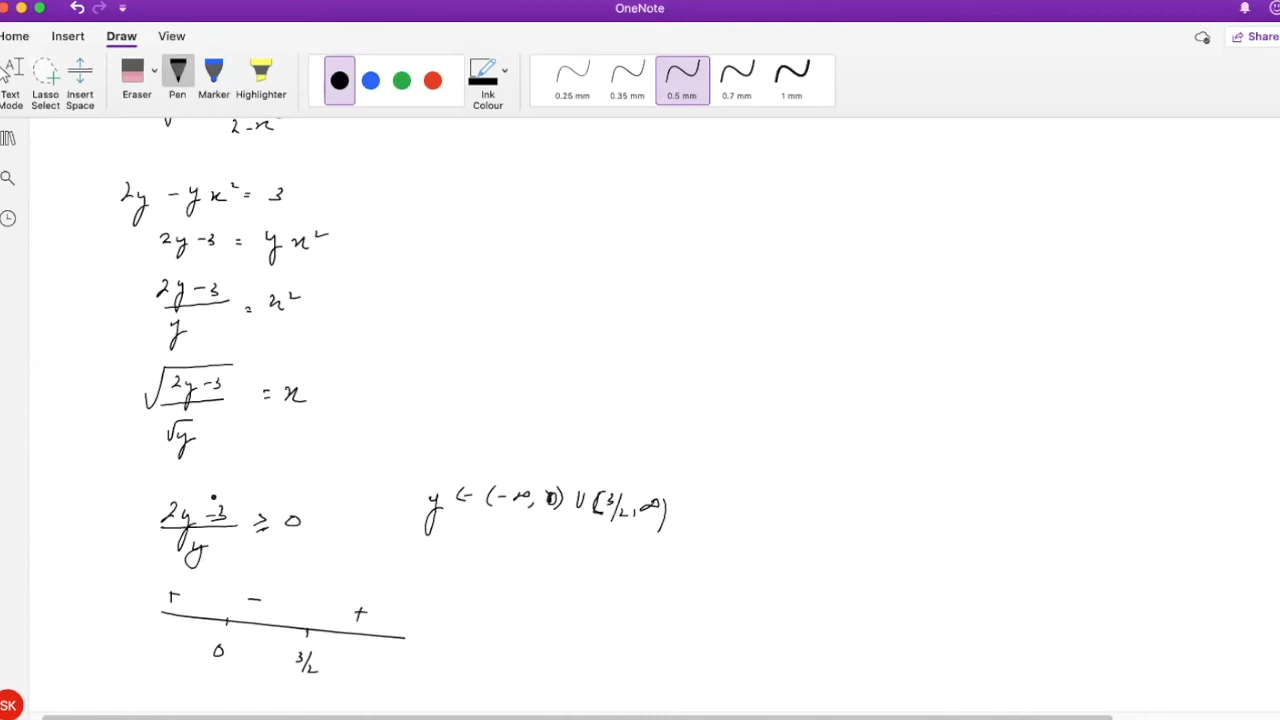 OneNote
Home Insert Draw View
Share
Text Mode
Lasso Select
Insert Space
Eraser
Pen
Marker
Highlighter
Ink Colour
0.25 mm
0.35 mm
0.5 mm
0.7 mm
1 mm
2-x²
2y - yx² = 3
2y-3 = yx²
2y-3/y = x²
√2y-3/√y = x
2y-3/y ≥ 0
y ∈ (-∞, 0) ∪ [3/2, ∞)
+ - +
0 3/2
SK